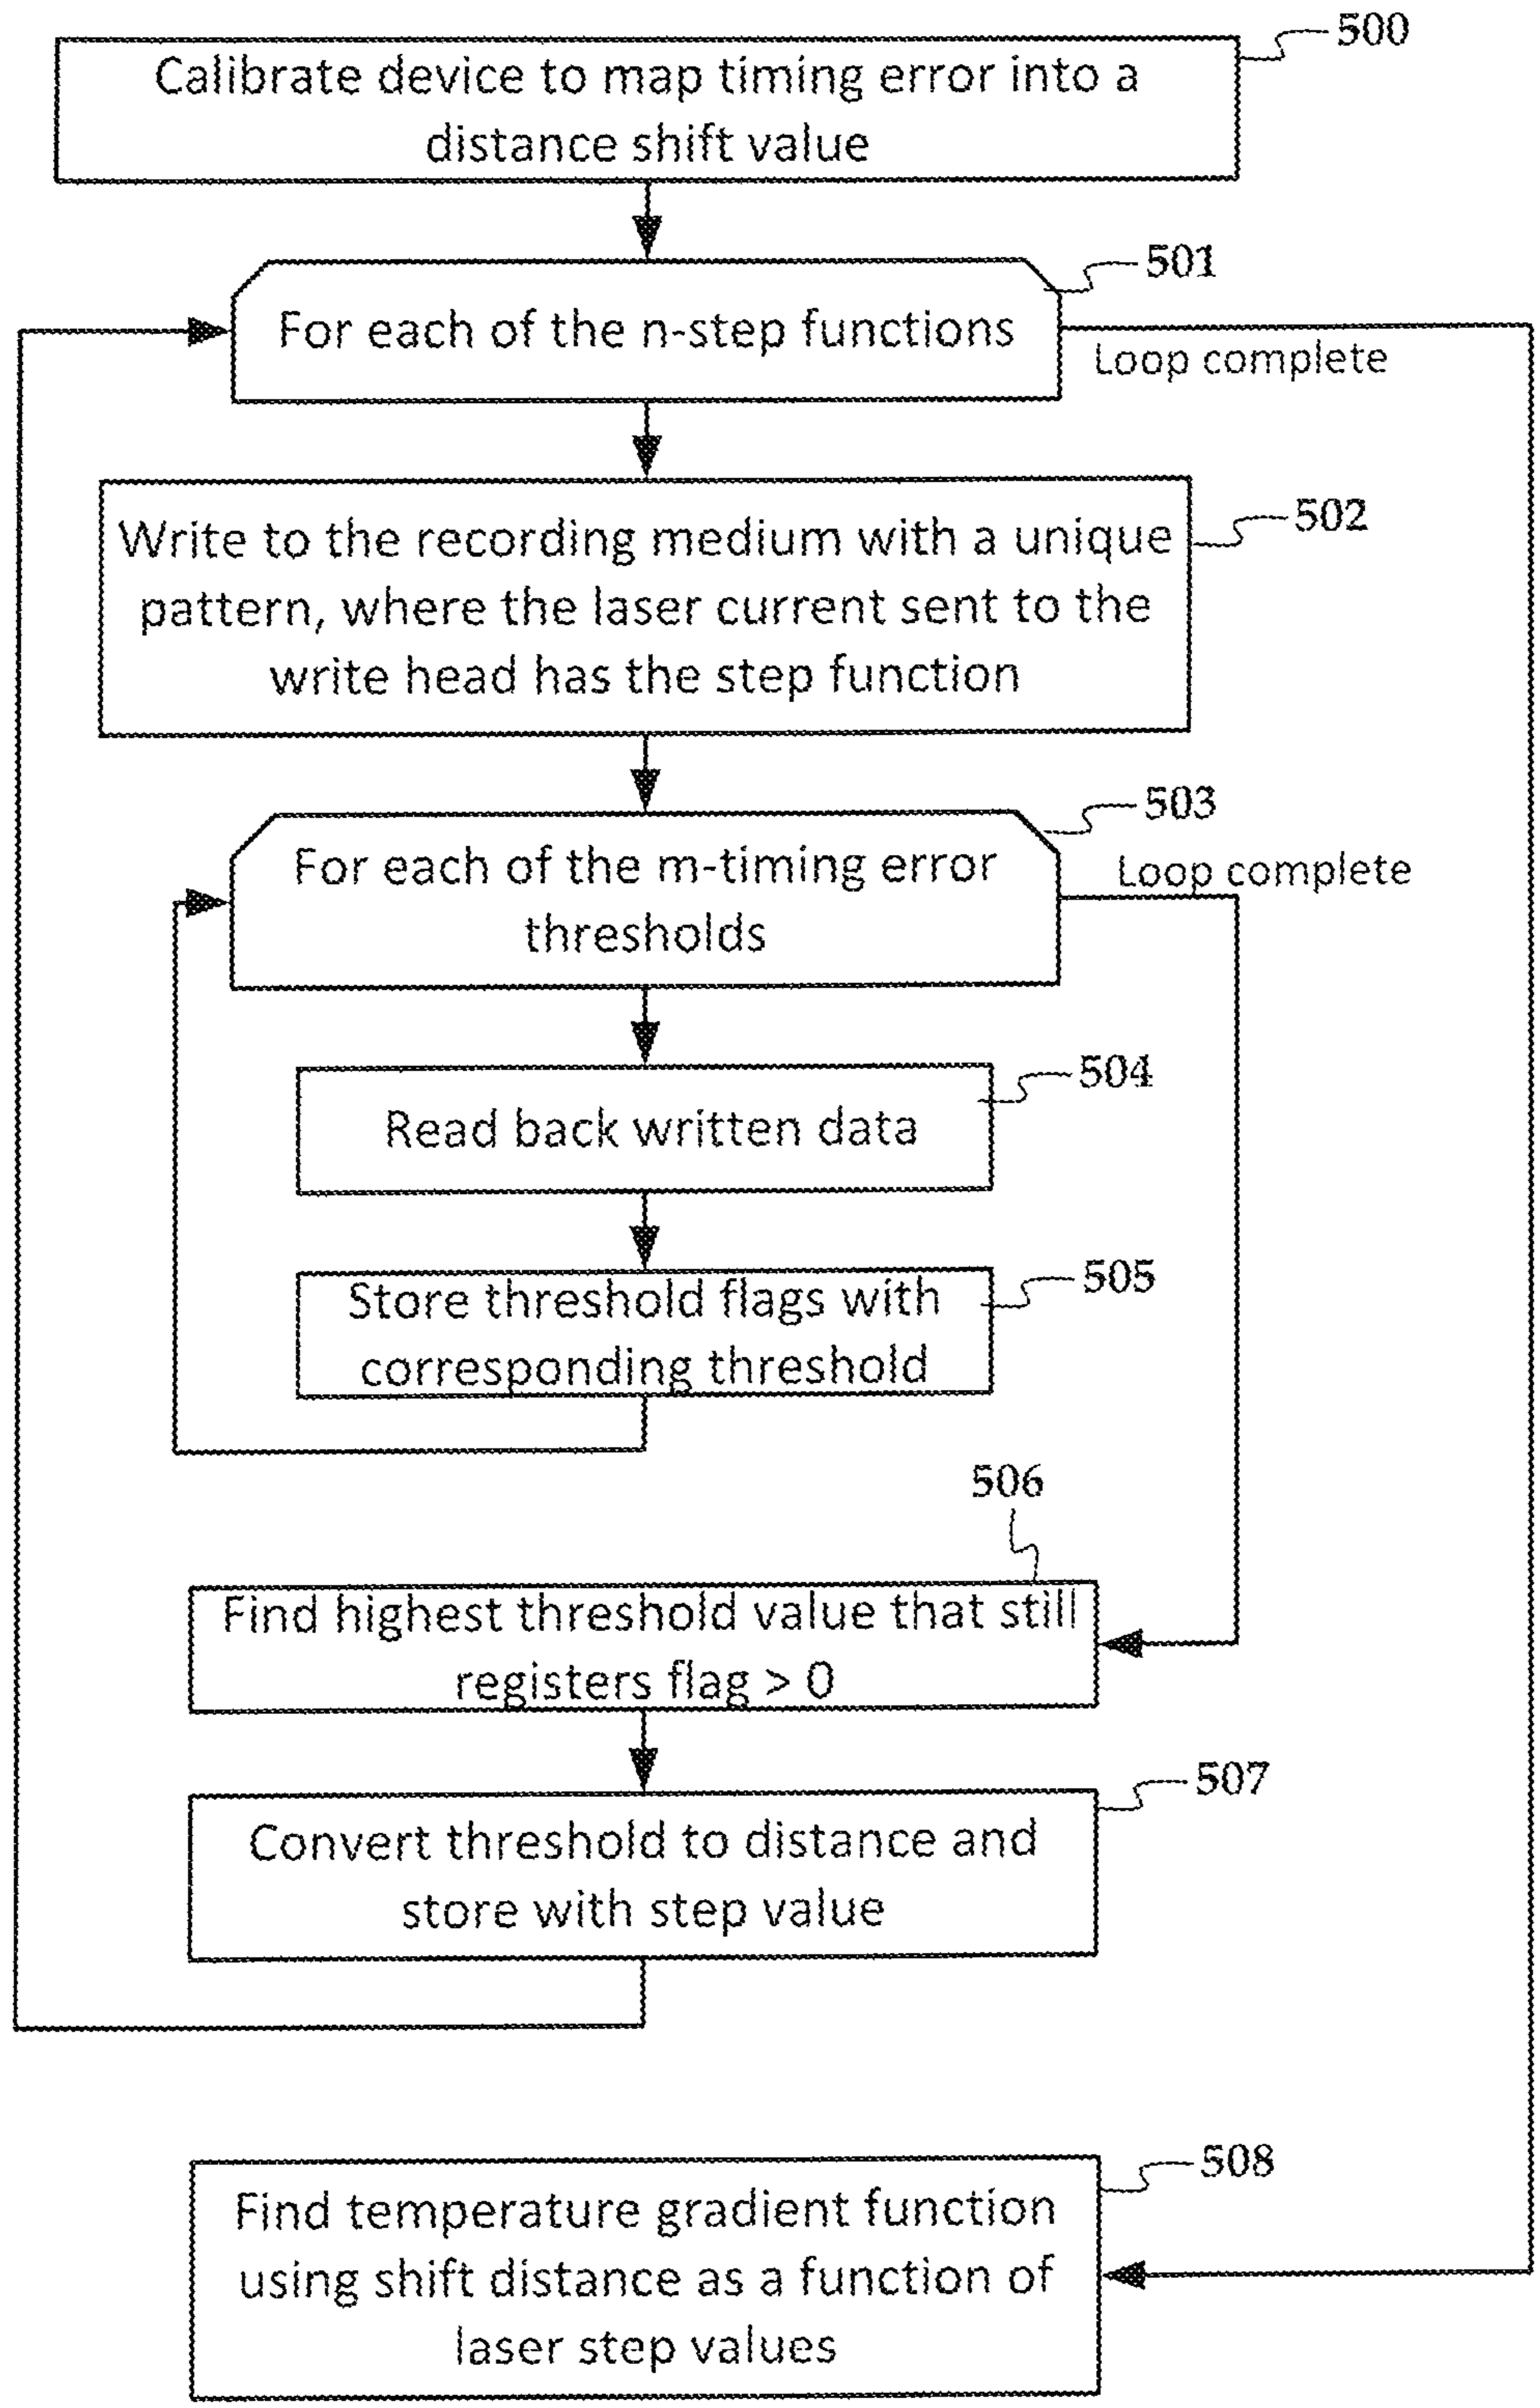 500
Calibrate device to map timing error into a
distance shift value
501
For each of the n-step functions
Loop complete
502
Write to the recording medium with a unique
pattern, where the laser current sent to the
write head has the step function
503
For each of the m-timing error
thresholds
Loop complete
504
Read back written data
505
Store threshold flags with
corresponding threshold
506
Find highest threshold value that still
registers flag > 0
507
Convert threshold to distance and
store with step value
508
Find temperature gradient function
using shift distance as a function of
laser step values